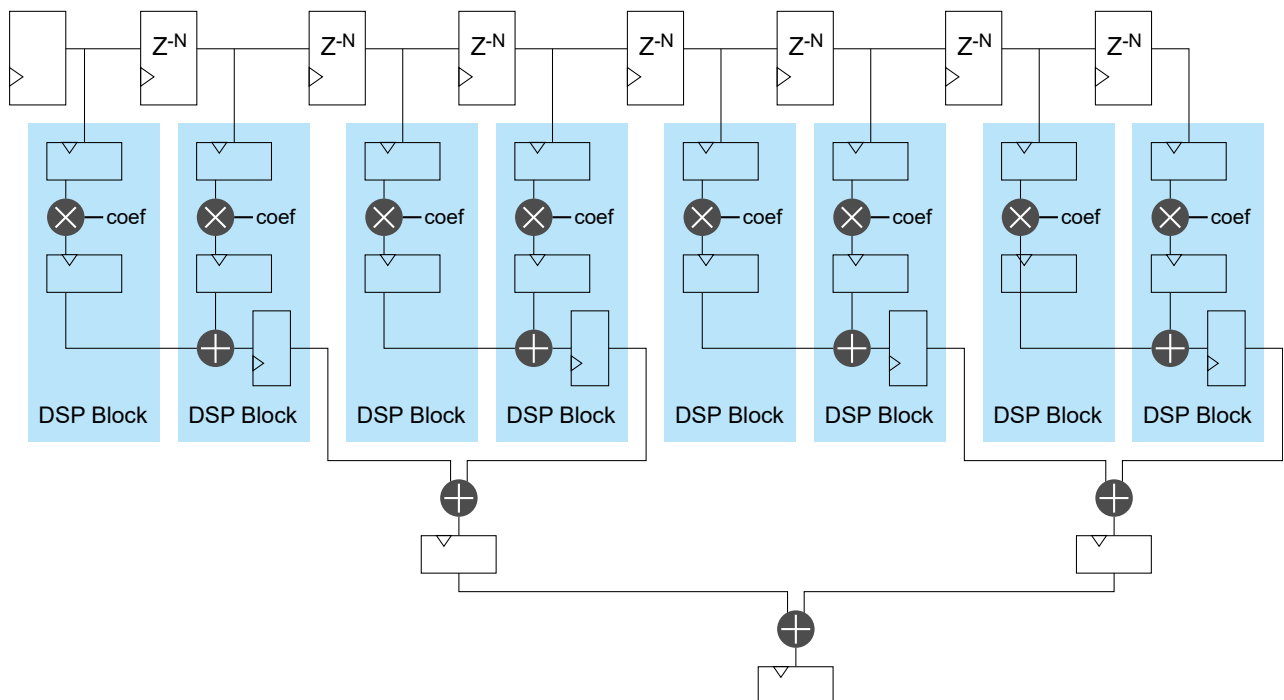 Z-N Z-N Z-N Z-N Z-N Z-N Z-N
coef coef coef coef coef coef coef coef
DSP Block DSP Block DSP Block DSP Block DSP Block DSP Block DSP Block DSP Block